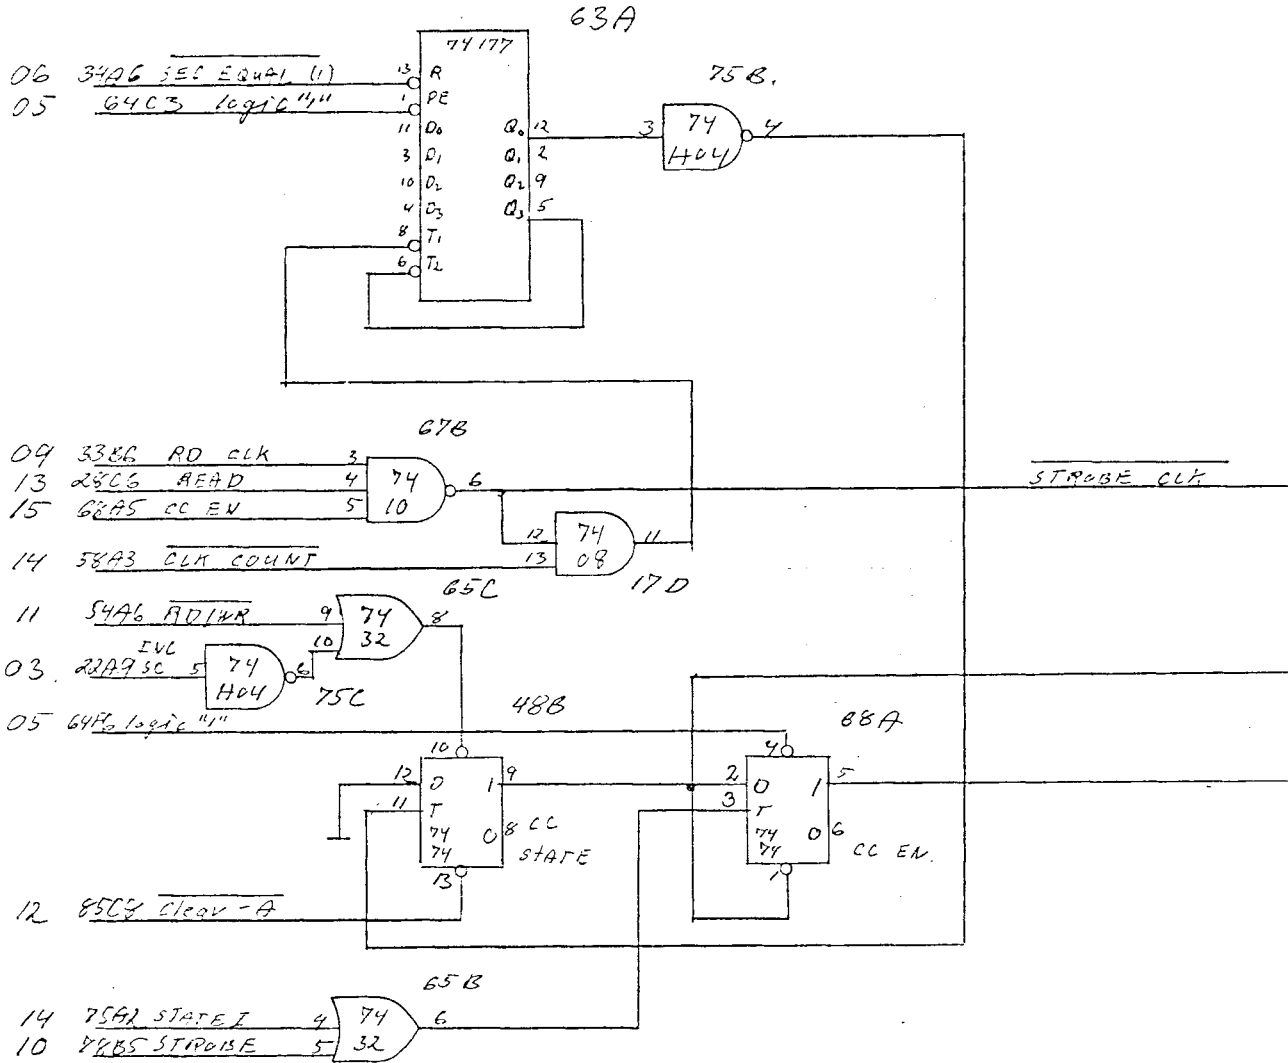 63A
74177
06 34A6 SEC EQUAL (1) 13 R
05 64C3 logic "1" 1 PE
11 D0 Q0 12
3 D1 Q1 2
10 D2 Q2 9
4 D3 Q3 5
8 T1
6 T2
75B.
3 74 H04 4
67B
09 33B6 RD CLK 3
13 28C6 READ 4 74 6
15 68A5 CC EN 5 10
STROBE CLK
12 74 11
14 58A3 CLK COUNT 13 08
65C 17D
11 54A6 RD/WR 9 74 8
10 32
IVC
03. 22A9 SC 5 74 6
H04 75C
48B 88A
05 logic "1"
10 4
12 D 1 9 2 D 1 5
11 T 3 T
74 0 8 CC 74 0 6
74 STATE 74 CC EN.
13 1
12 Clear-A
65B
14 75A2 STATE I 4 74 6
10 78B5 STROBE 5 32